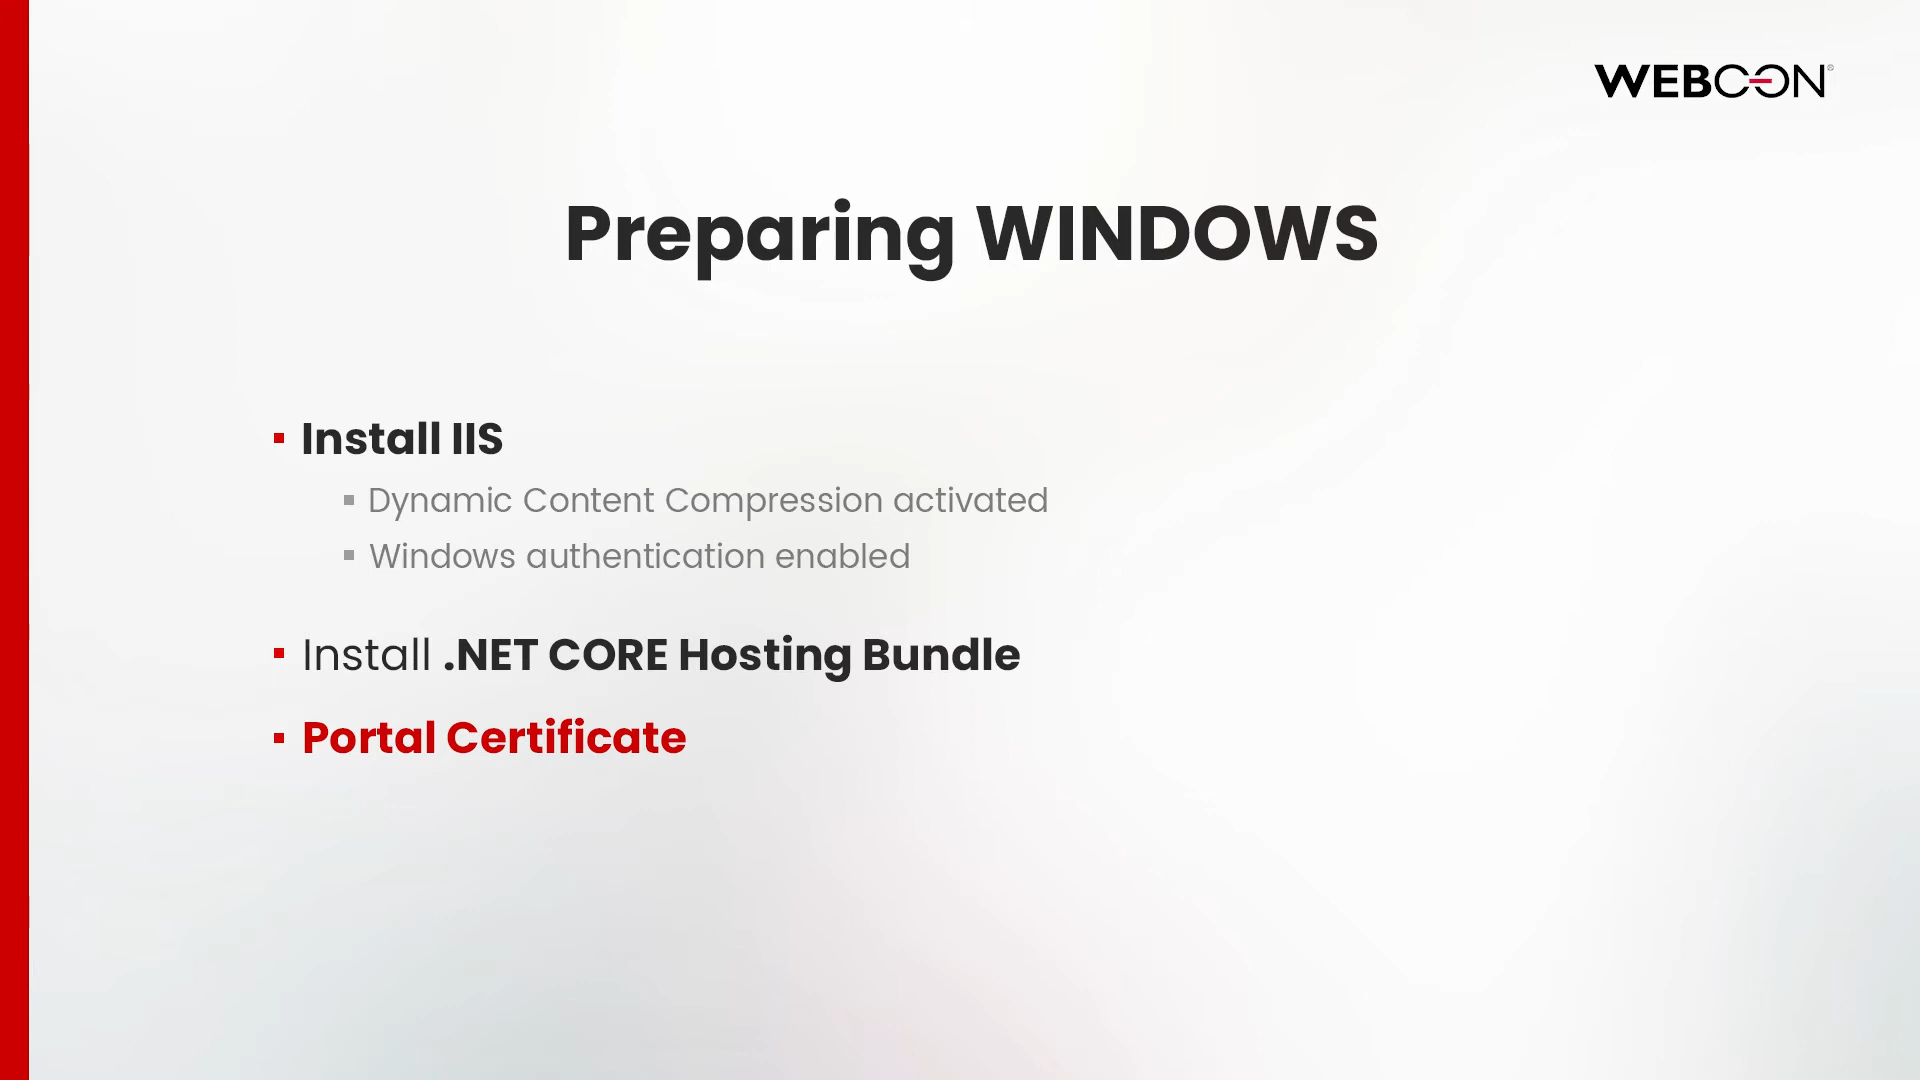 WEBCON®
Preparing WINDOWS
▪ Install IIS
▪ Dynamic Content Compression activated
▪ Windows authentication enabled
▪ Install .NET CORE Hosting Bundle
▪ Portal Certificate